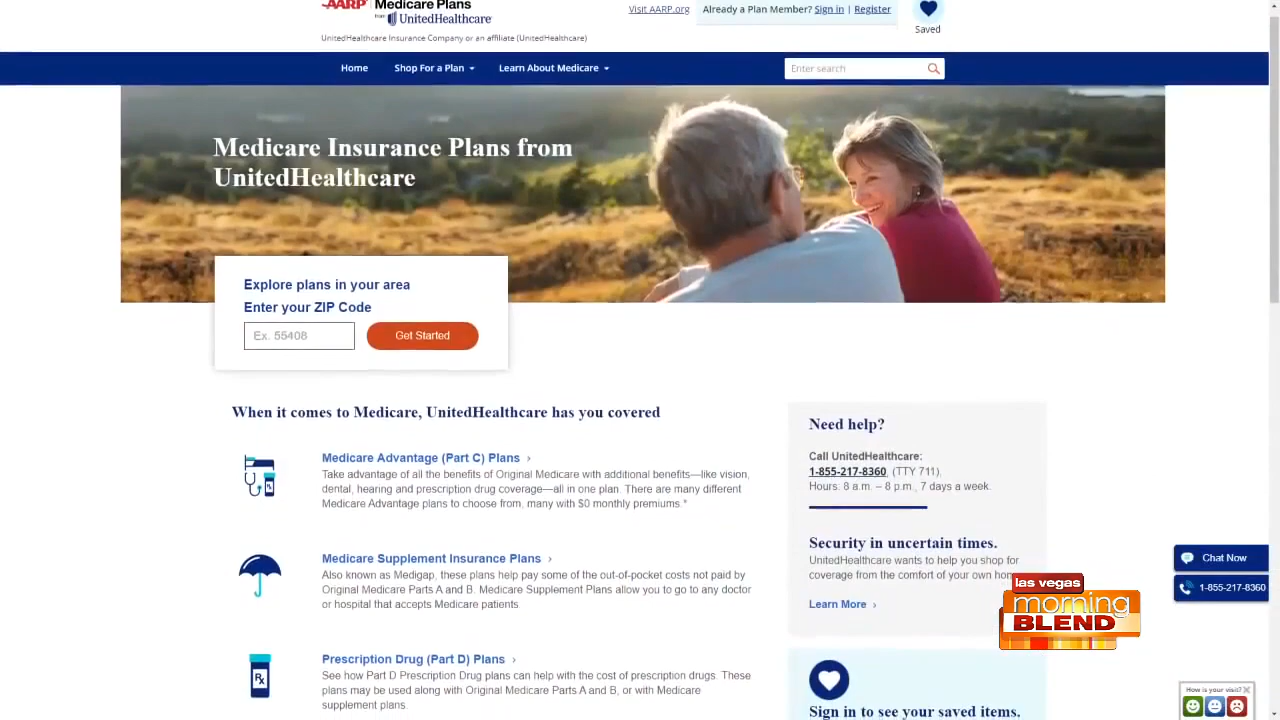 AARP Medicare Plans
from UnitedHealthcare
UnitedHealthcare Insurance Company or an affiliate (UnitedHealthcare)
Visit AARP.org
Already a Plan Member? Sign in | Register
Saved
Home
Shop For a Plan
Learn About Medicare
Enter search
Medicare Insurance Plans from
UnitedHealthcare
Explore plans in your area
Enter your ZIP Code
Ex. 55408
Get Started
When it comes to Medicare, UnitedHealthcare has you covered
Medicare Advantage (Part C) Plans ›
Take advantage of all the benefits of Original Medicare with additional benefits—like vision,
dental, hearing and prescription drug coverage—all in one plan. There are many different
Medicare Advantage plans to choose from, many with $0 monthly premiums.*
Medicare Supplement Insurance Plans ›
Also known as Medigap, these plans help pay some of the out-of-pocket costs not paid by
Original Medicare Parts A and B. Medicare Supplement Plans allow you to go to any doctor
or hospital that accepts Medicare patients.
Rx
Prescription Drug (Part D) Plans ›
See how Part D Prescription Drug plans can help with the cost of prescription drugs. These
plans may be used along with Original Medicare Parts A and B, or with Medicare
supplement plans.
Need help?
Call UnitedHealthcare:
1-855-217-8360, (TTY 711).
Hours: 8 a.m. – 8 p.m., 7 days a week.
Security in uncertain times.
UnitedHealthcare wants to help you shop for
coverage from the comfort of your own
Learn More ›
las vegas
morning
BLEND
Sign in to see your saved items.
Chat Now
1-855-217-8360
How is your visit?